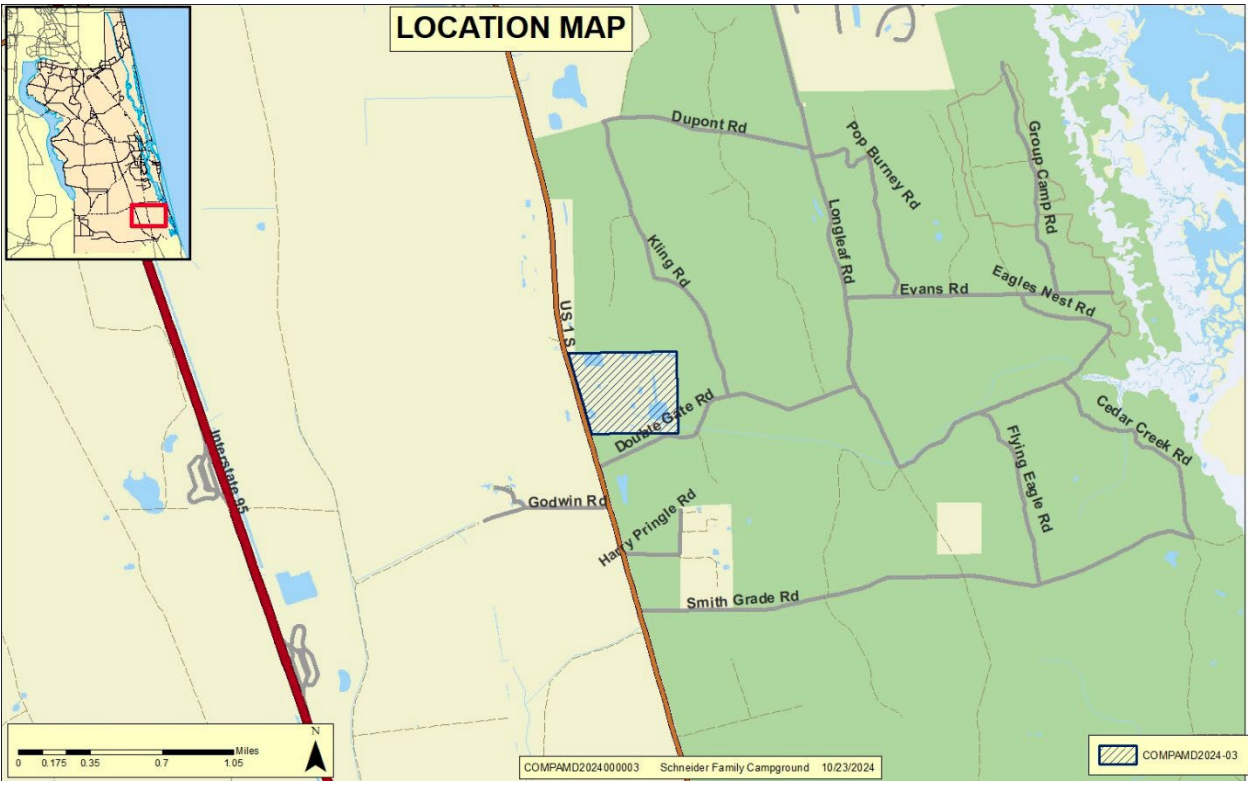 LOCATION MAP
Dupont Rd
Pop Burney Rd
Group Camp Rd
Longleaf Rd
Kling Rd
Evans Rd
Eagles Nest Rd
US 1 S
Double Gate Rd
Cedar Creek Rd
Flying Eagle Rd
Interstate 95
Godwin Rd
Harry Pringle Rd
Smith Grade Rd
N
Miles
0 0.175 0.35 0.7 1.05
COMPAMD2024000003 Schneider Family Campground 10/23/2024
COMPAMD2024-03